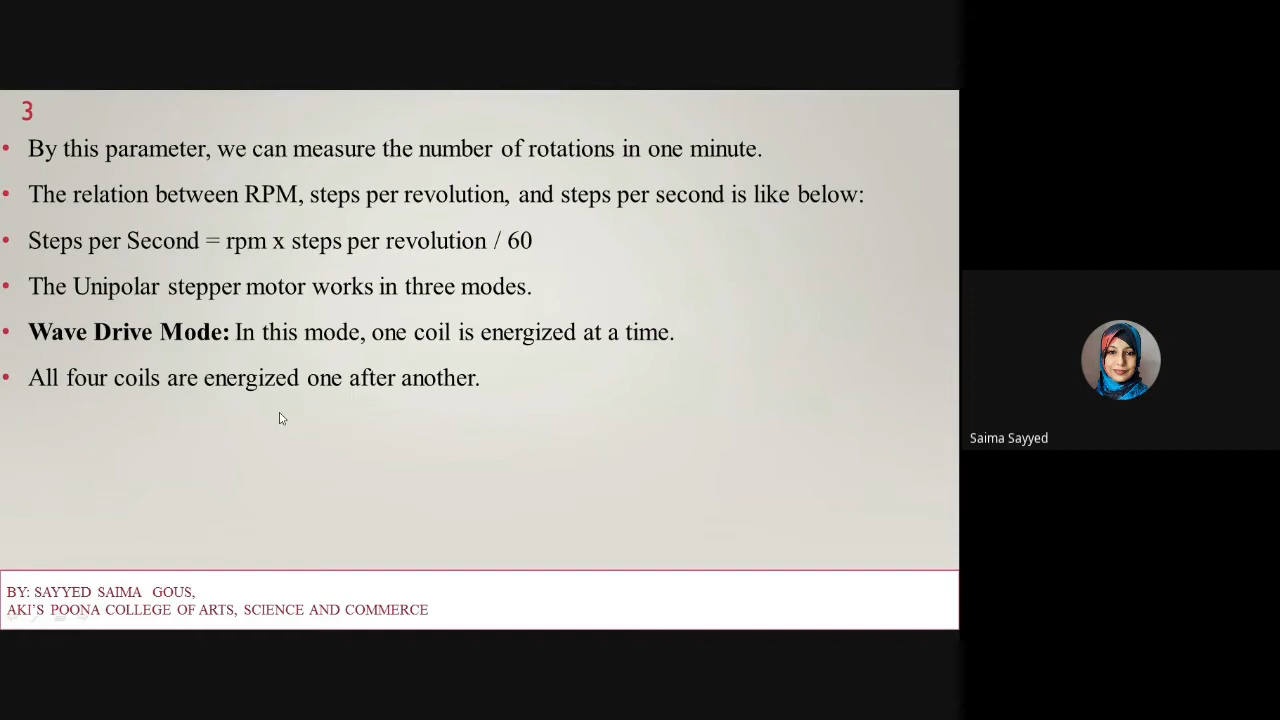 3
• By this parameter, we can measure the number of rotations in one minute.
• The relation between RPM, steps per revolution, and steps per second is like below:
• Steps per Second = rpm x steps per revolution / 60
• The Unipolar stepper motor works in three modes.
• Wave Drive Mode: In this mode, one coil is energized at a time.
• All four coils are energized one after another.
BY: SAYYED SAIMA GOUS,
AKI'S POONA COLLEGE OF ARTS, SCIENCE AND COMMERCE
Saima Sayyed